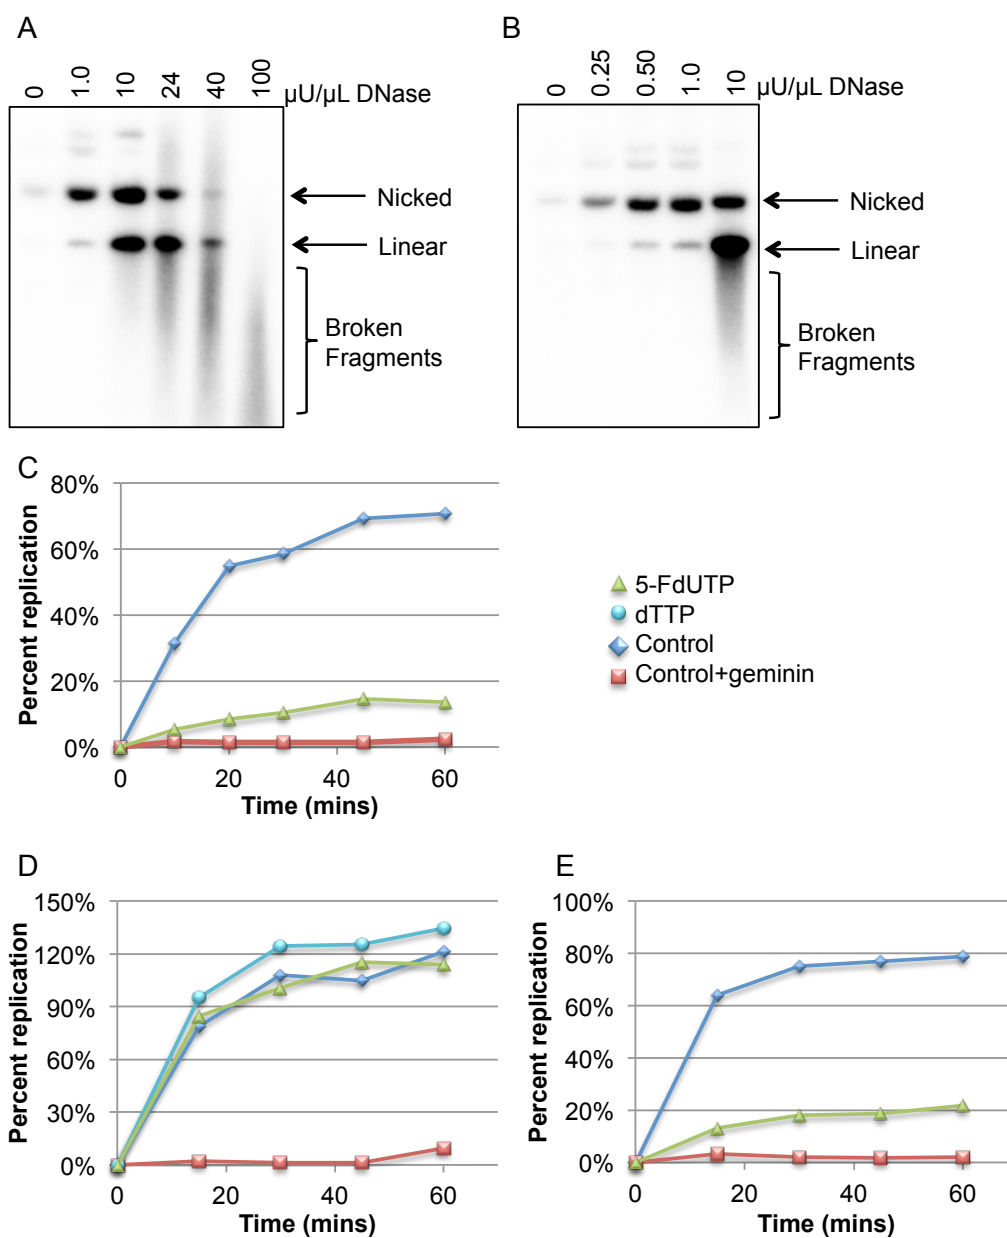 A
0 1.0 10 24 40 100 µU/µL DNase
Nicked
Linear
Broken
Fragments
B
0 0.25 0.50 1.0 10 µU/µL DNase
Nicked
Linear
Broken
Fragments
C
80%
60%
40%
20%
0%
Percent replication
0 20 40 60
Time (mins)
5-FdUTP
dTTP
Control
Control+geminin
D
150%
120%
90%
60%
30%
0%
Percent replication
0 20 40 60
Time (mins)
E
100%
80%
60%
40%
20%
0%
Percent replication
0 20 40 60
Time (mins)